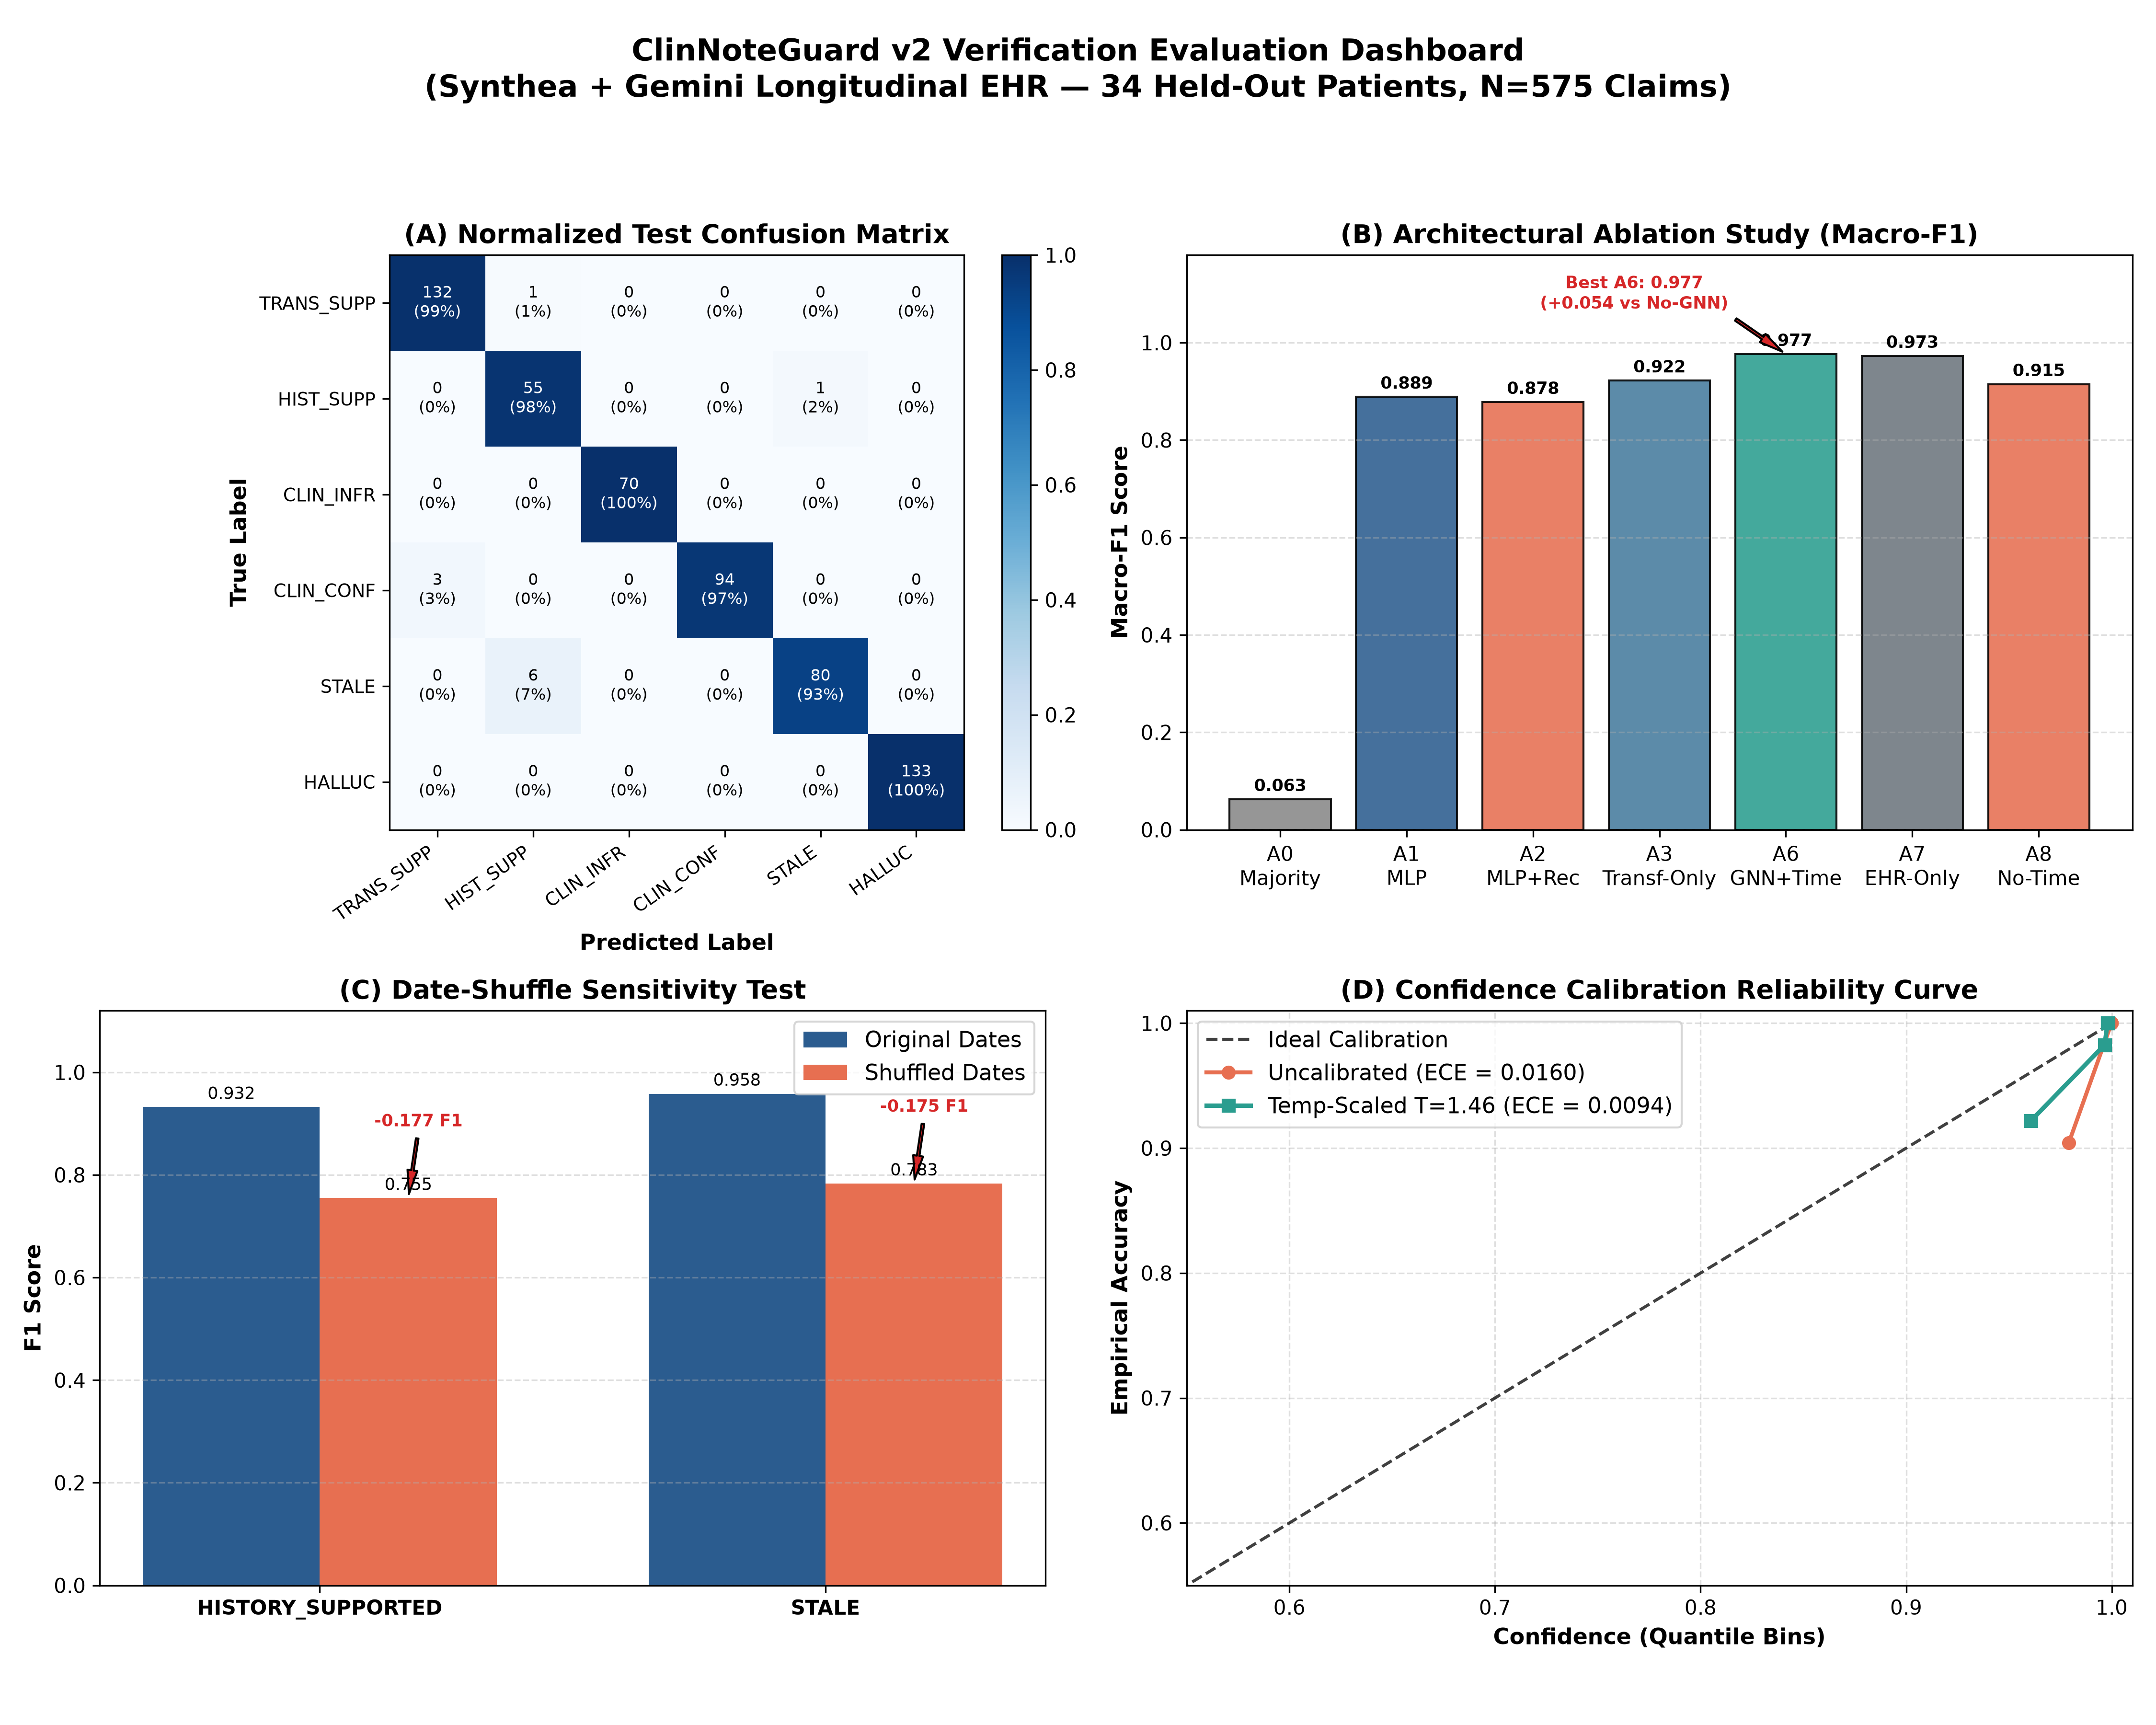 ClinNoteGuard v2 Verification Evaluation Dashboard
(Synthea + Gemini Longitudinal EHR — 34 Held-Out Patients, N=575 Claims)
(A) Normalized Test Confusion Matrix
True Label
TRANS_SUPP
HIST_SUPP
CLIN_INFR
CLIN_CONF
STALE
HALLUC
132 1 0 0 0 0
(99%) (1%) (0%) (0%) (0%) (0%)
0 55 0 0 1 0
(0%) (98%) (0%) (0%) (2%) (0%)
0 0 70 0 0 0
(0%) (0%) (100%) (0%) (0%) (0%)
3 0 0 94 0 0
(3%) (0%) (0%) (97%) (0%) (0%)
0 6 0 0 80 0
(0%) (7%) (0%) (0%) (93%) (0%)
0 0 0 0 0 133
(0%) (0%) (0%) (0%) (0%) (100%)
TRANS_SUPP HIST_SUPP CLIN_INFR CLIN_CONF STALE HALLUC
Predicted Label
1.0
0.8
0.6
0.4
0.2
0.0
(B) Architectural Ablation Study (Macro-F1)
Macro-F1 Score
1.0
0.8
0.6
0.4
0.2
0.0
Best A6: 0.977
(+0.054 vs No-GNN)
0.063 0.889 0.878 0.922 .977 0.973 0.915
A0 A1 A2 A3 A6 A7 A8
Majority MLP MLP+Rec Transf-Only GNN+Time EHR-Only No-Time
(C) Date-Shuffle Sensitivity Test
F1 Score
1.0
0.8
0.6
0.4
0.2
0.0
Original Dates
Shuffled Dates
0.932 0.958
-0.177 F1 -0.175 F1
0.755 0.783
HISTORY_SUPPORTED STALE
(D) Confidence Calibration Reliability Curve
Empirical Accuracy
1.0
0.9
0.8
0.7
0.6
Ideal Calibration
Uncalibrated (ECE = 0.0160)
Temp-Scaled T=1.46 (ECE = 0.0094)
0.6 0.7 0.8 0.9 1.0
Confidence (Quantile Bins)